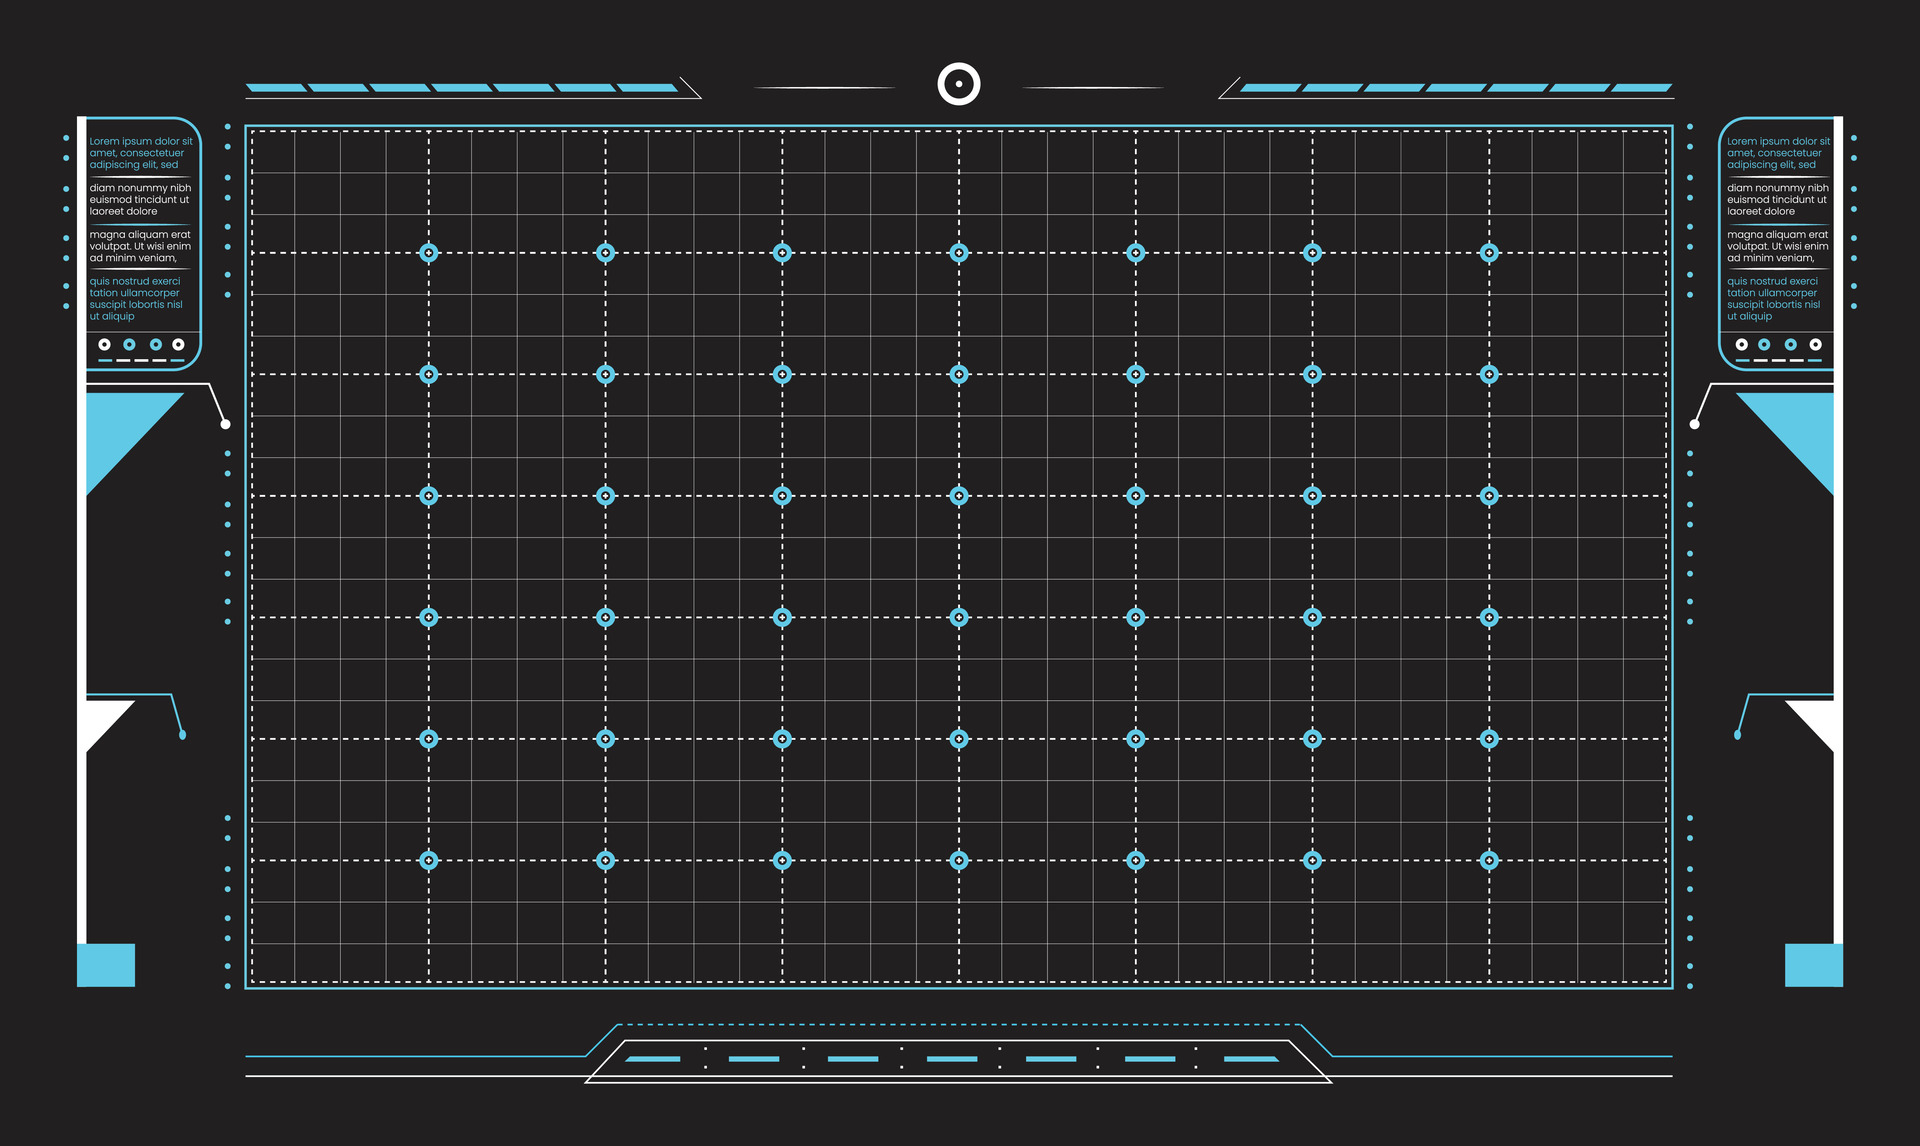 Lorem ipsum dolor sit
amet, consectetuer
adipiscing elit, sed
diam nonummy nibh
euismod tincidunt ut
laoreet dolore
magna aliquam erat
volutpat. Ut wisi enim
ad minim veniam,
quis nostrud exerci
tation ullamcorper
suscipit lobortis nisl
ut aliquip
Lorem ipsum dolor sit
amet, consectetuer
adipiscing elit, sed
diam nonummy nibh
euismod tincidunt ut
laoreet dolore
magna aliquam erat
volutpat. Ut wisi enim
ad minim veniam,
quis nostrud exerci
tation ullamcorper
suscipit lobortis nisl
ut aliquip